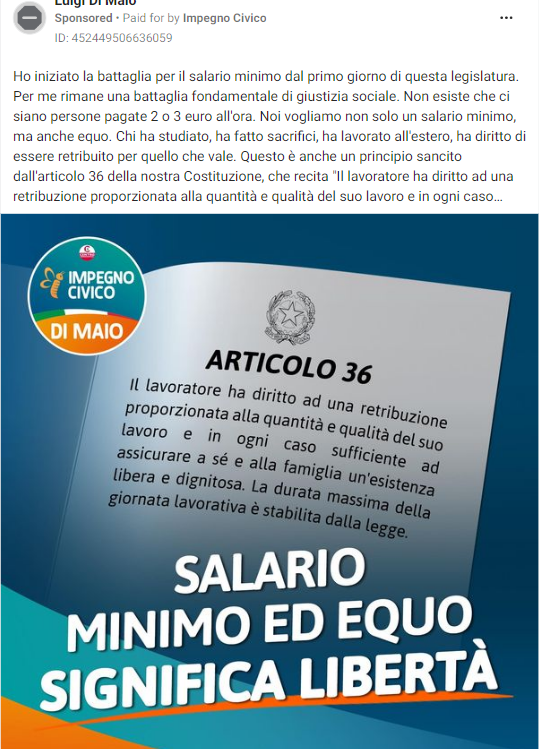 Luigi Di Maio
Sponsored • Paid for by Impegno Civico
ID: 452449506636059
Ho iniziato la battaglia per il salario minimo dal primo giorno di questa legislatura.
Per me rimane una battaglia fondamentale di giustizia sociale. Non esiste che ci
siano persone pagate 2 o 3 euro all'ora. Noi vogliamo non solo un salario minimo,
ma anche equo. Chi ha studiato, ha fatto sacrifici, ha lavorato all'estero, ha diritto di
essere retribuito per quello che vale. Questo è anche un principio sancito
dall'articolo 36 della nostra Costituzione, che recita "Il lavoratore ha diritto ad una
retribuzione proporzionata alla quantità e qualità del suo lavoro e in ogni caso...
IMPEGNO
CIVICO
DI MAIO
ARTICOLO 36
Il lavoratore ha diritto ad una retribuzione
proporzionata alla quantità e qualità del suo
lavoro e in ogni caso sufficiente ad
assicurare a sé e alla famiglia un'esistenza
libera e dignitosa. La durata massima della
giornata lavorativa è stabilita dalla legge.
SALARIO
MINIMO ED EQUO
SIGNIFICA LIBERTÀ